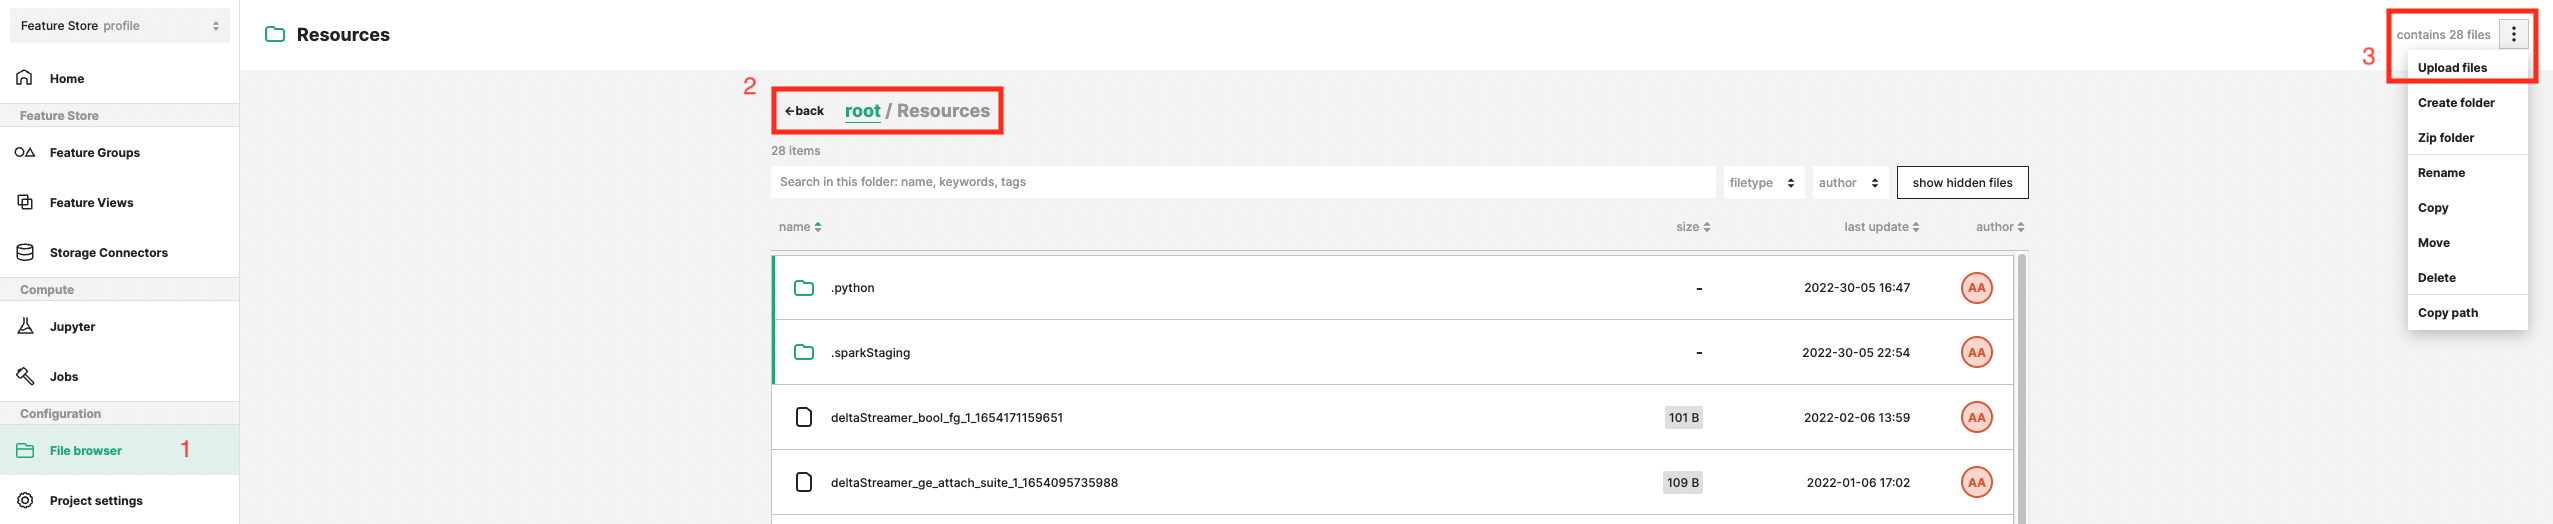 Feature Store profile
Home
Feature Store
Feature Groups
Feature Views
Storage Connectors
Compute
Jupyter
Jobs
Configuration
File browser 1
Project settings
Resources
contains 28 files
3
Upload files
Create folder
Zip folder
Rename
Copy
Move
Delete
Copy path
2
←back root / Resources
28 items
Search in this folder: name, keywords, tags filetype author show hidden files
name size last update author
.python - 2022-30-05 16:47 AA
.sparkStaging - 2022-30-05 22:54 AA
deltaStreamer_bool_fg_1_1654171159651 101 B 2022-02-06 13:59 AA
deltaStreamer_ge_attach_suite_1_1654095735988 109 B 2022-01-06 17:02 AA